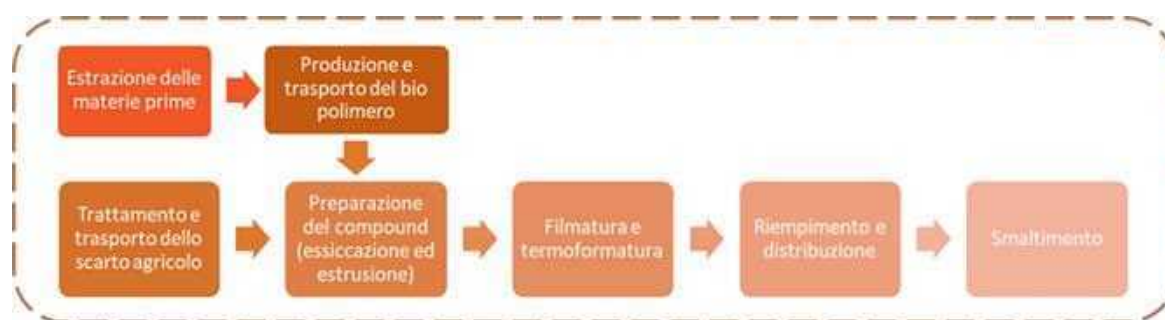 Estrazione delle
materie prime
Produzione e
trasporto del bio
polimero
Trattamento e
trasporto dello
scarto agricolo
Preparazione
del compound
(essiccazione ed
estrusione)
Filmatura e
termoformatura
Riempimento e
distribuzione
Smaltimento